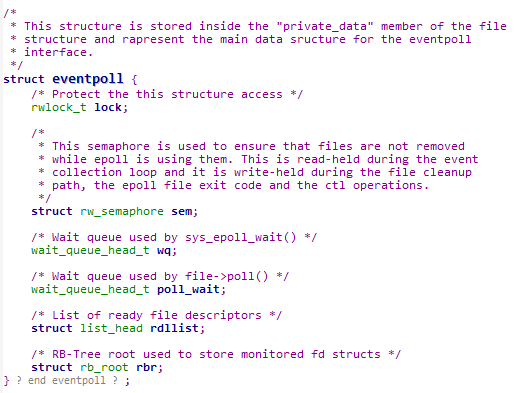 /*
 * This structure is stored inside the "private_data" member of the file
 * structure and rapresent the main data sructure for the eventpoll
 * interface.
 */
struct eventpoll {
    /* Protect the this structure access */
    rwlock_t lock;

    /*
     * This semaphore is used to ensure that files are not removed
     * while epoll is using them. This is read-held during the event
     * collection loop and it is write-held during the file cleanup
     * path, the epoll file exit code and the ctl operations.
     */
    struct rw_semaphore sem;

    /* Wait queue used by sys_epoll_wait() */
    wait_queue_head_t wq;

    /* Wait queue used by file->poll() */
    wait_queue_head_t poll_wait;

    /* List of ready file descriptors */
    struct list_head rdllist;

    /* RB-Tree root used to store monitored fd structs */
    struct rb_root rbr;
} ? end eventpoll ? ;